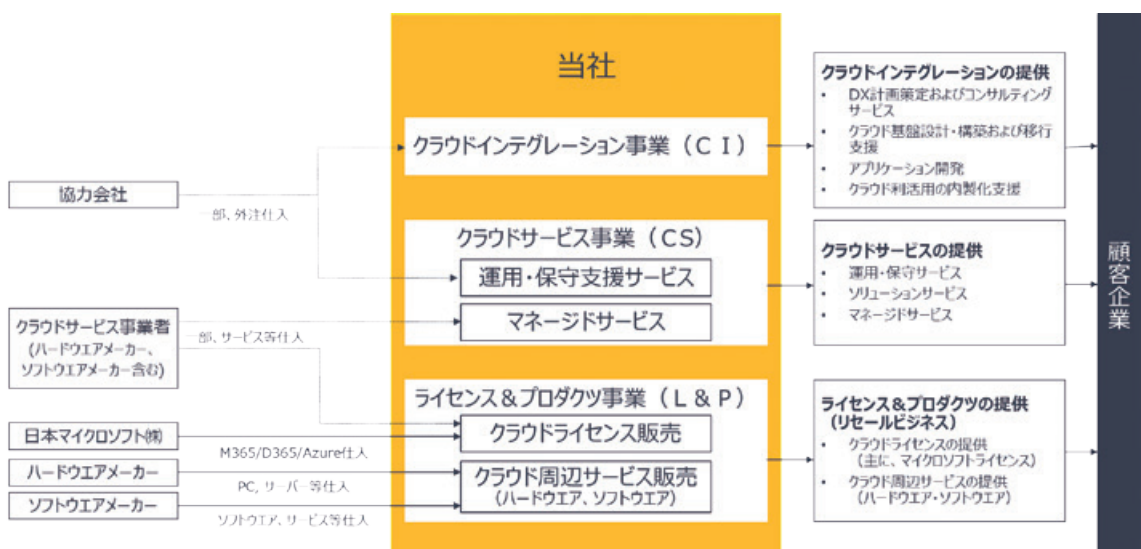 当社
クラウドインテグレーション事業（ＣＩ）
クラウドサービス事業（CS）
運用・保守支援サービス
マネージドサービス
ライセンス＆プロダクツ事業（Ｌ＆Ｐ）
クラウドライセンス販売
クラウド周辺サービス販売
（ハードウエア、ソフトウエア）
協力会社
一部、外注仕入
クラウドサービス事業者
(ハードウエアメーカー、
ソフトウエアメーカー含む)
一部、サービス等仕入
日本マイクロソフト㈱
M365/D365/Azure仕入
ハードウエアメーカー
PC, サーバー等仕入
ソフトウエアメーカー
ソフトウエア、サービス等仕入
クラウドインテグレーションの提供
• DX計画策定およびコンサルティング
サービス
• クラウド基盤設計・構築および移行
支援
• アプリケーション開発
• クラウド利活用の内製化支援
クラウドサービスの提供
• 運用・保守サービス
• ソリューションサービス
• マネージドサービス
ライセンス＆プロダクツの提供
（リセールビジネス）
• クラウドライセンスの提供
（主に、マイクロソフトライセンス）
• クラウド周辺サービスの提供
（ハードウエア・ソフトウエア）
顧客企業